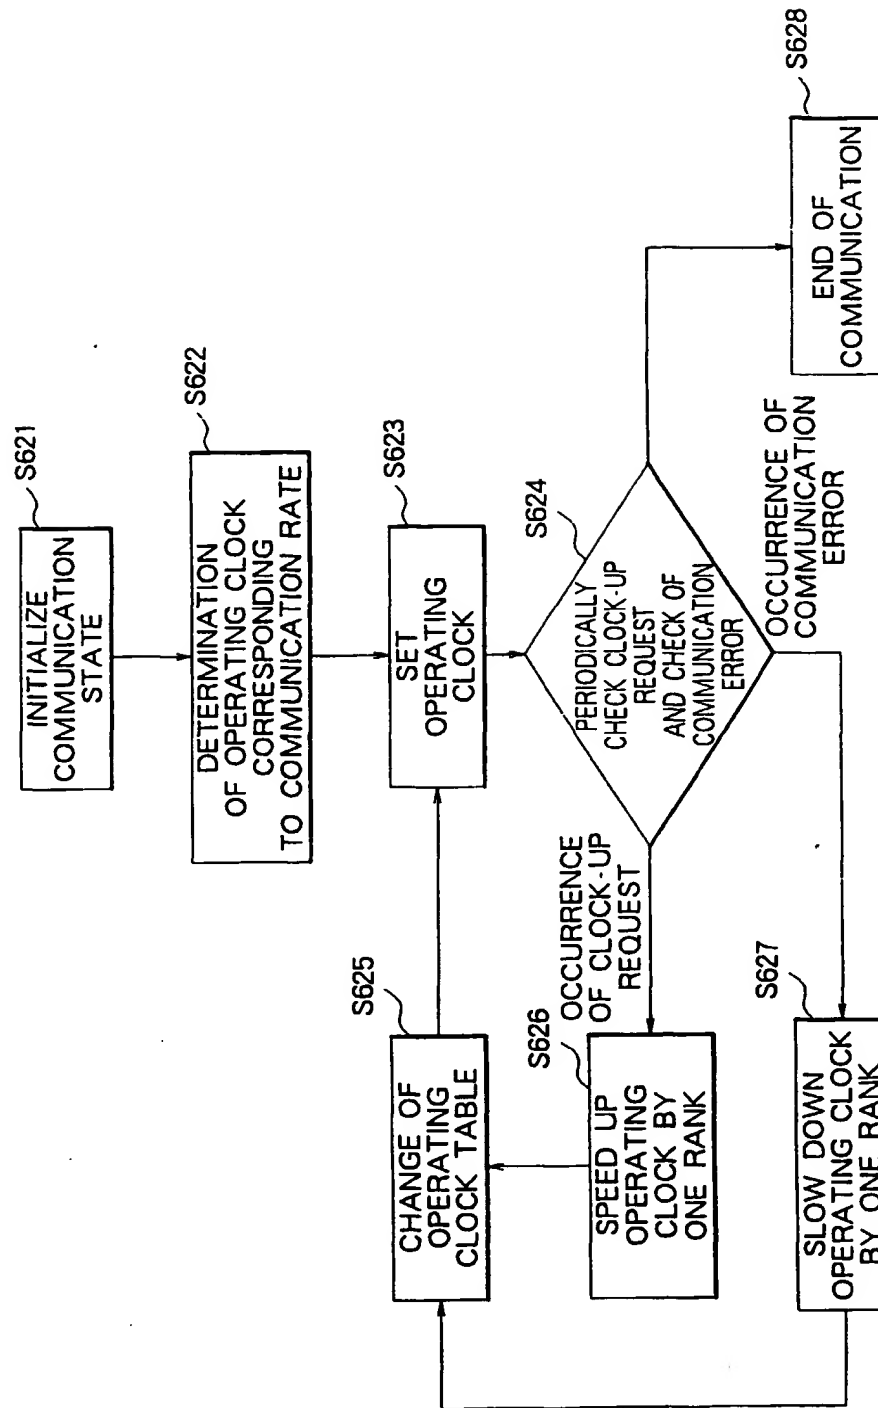 S621
INITIALIZE
COMMUNICATION
STATE
S622
DETERMINATION
OF OPERATING CLOCK
CORRESPONDING
TO COMMUNICATION RATE
S623
SET
OPERATING
CLOCK
S624
PERIODICALLY
CHECK CLOCK-UP
REQUEST
AND CHECK OF
COMMUNICATION
ERROR
S625
CHANGE OF
OPERATING
CLOCK TABLE
OCCURRENCE
OF CLOCK-UP
REQUEST
S626
SPEED UP
OPERATING
CLOCK BY
ONE RANK
OCCURRENCE OF
COMMUNICATION
ERROR
S627
SLOW DOWN
OPERATING CLOCK
BY ONE RANK
S628
END OF
COMMUNICATION